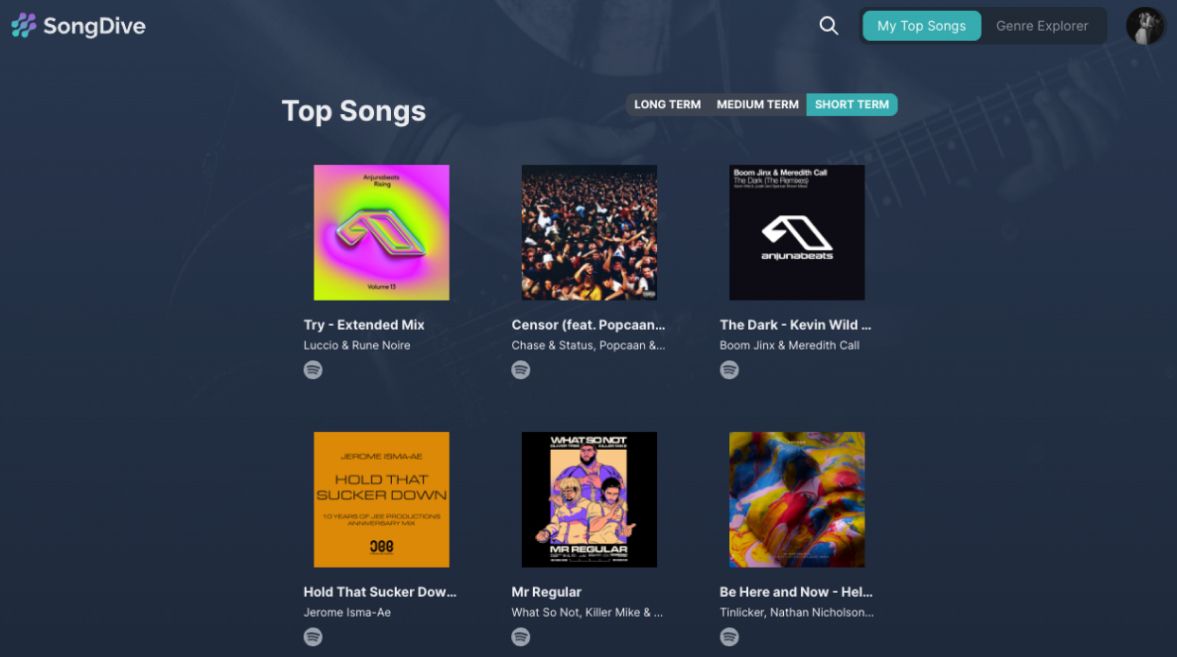 SongDive
My Top Songs
Genre Explorer
Top Songs
LONG TERM
MEDIUM TERM
SHORT TERM
Anjunabeats
Rising
Volume 13
Boom Jinx & Meredith Call
The Dark (The Remixes)
anjunabeats
Try - Extended Mix
Censor (feat. Popcaan...
The Dark - Kevin Wild ...
Luccio & Rune Noire
Chase & Status, Popcaan &...
Boom Jinx & Meredith Call
JEROME ISMA-AE
HOLD THAT
SUCKER DOWN
10 YEARS OF JEE PRODUCTIONS
ANNIVERSARY MIX
WHAT SO NOT
KILLER MIKE
MR REGULAR
Hold That Sucker Dow...
Mr Regular
Be Here and Now - Hel...
Jerome Isma-Ae
What So Not, Killer Mike & ...
Tinlicker, Nathan Nicholson...